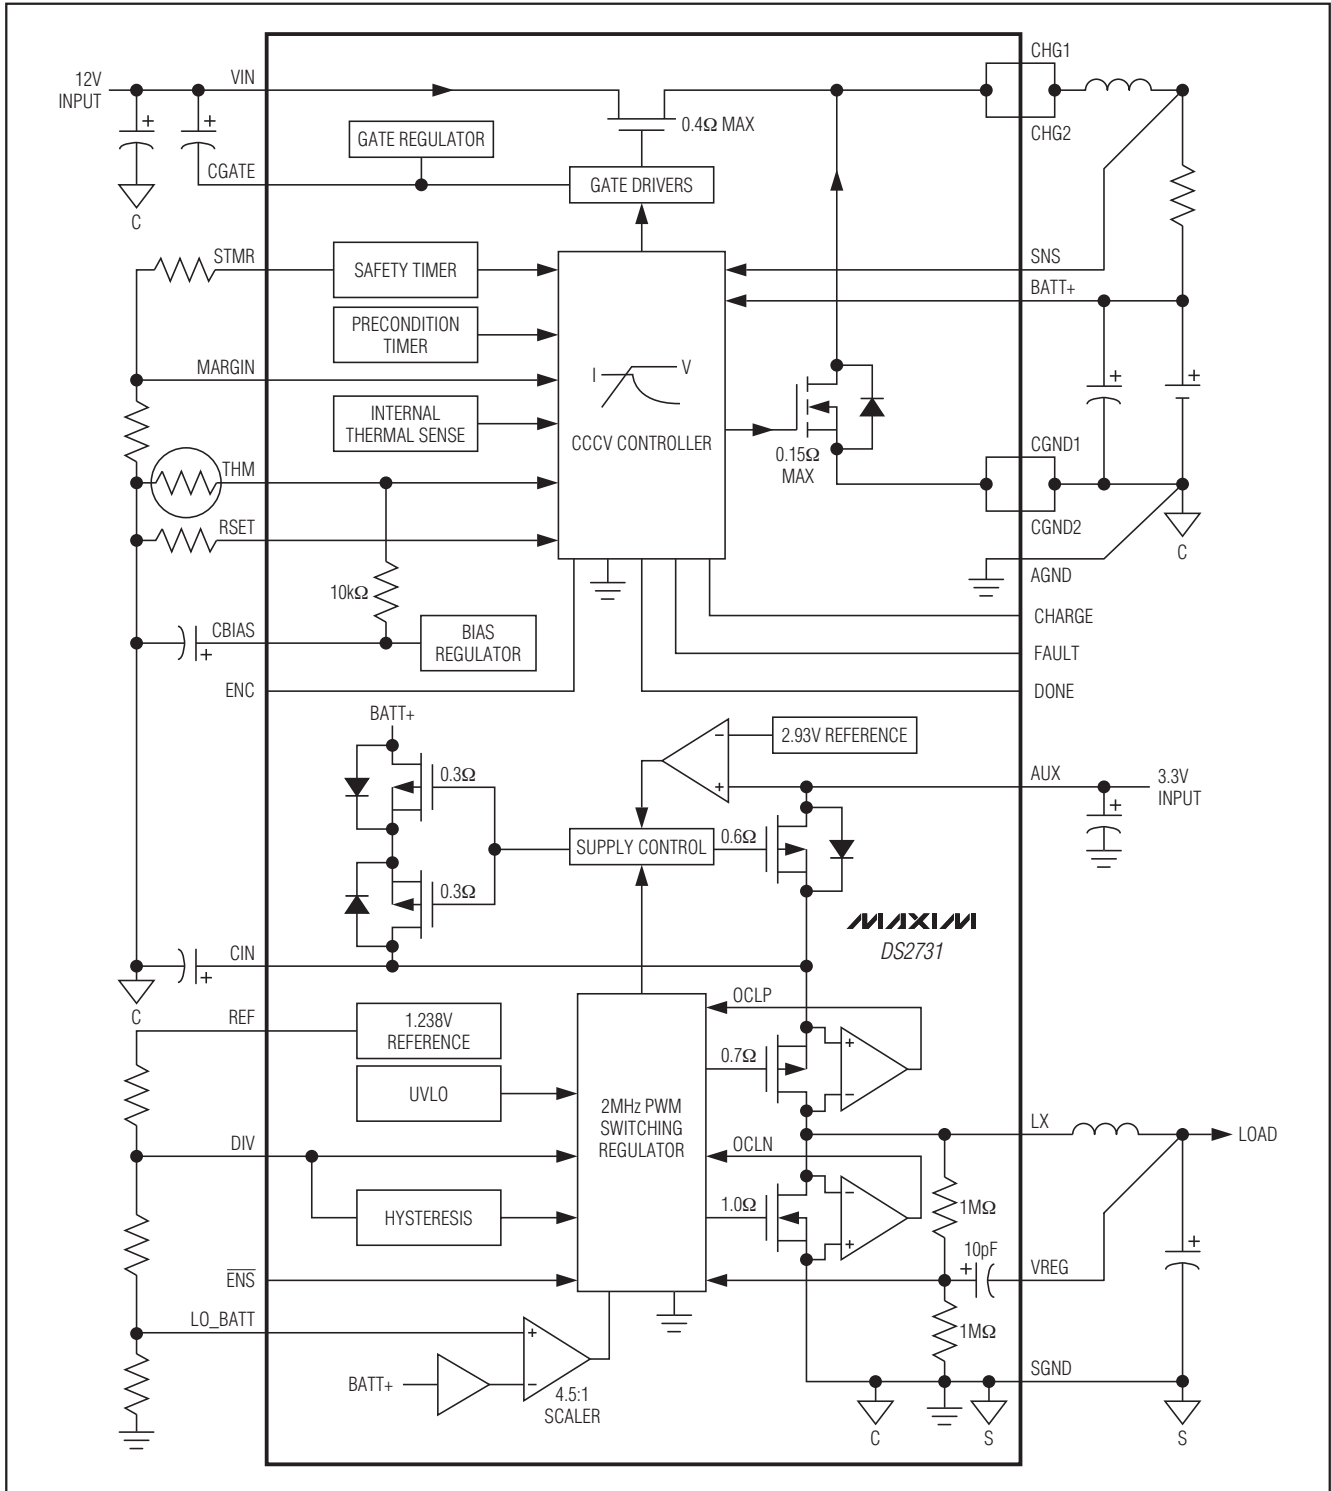 12V
INPUT
VIN
+
+
GATE REGULATOR
0.4Ω MAX
CHG1
CHG2
CGATE
GATE DRIVERS
C
STMR
SAFETY TIMER
SNS
BATT+
PRECONDITION
TIMER
MARGIN
I
V
CCCV CONTROLLER
INTERNAL
THERMAL SENSE
+
+
0.15Ω
MAX
CGND1
CGND2
THM
RSET
C
AGND
10kΩ
CHARGE
CBIAS
+
BIAS
REGULATOR
FAULT
ENC
DONE
BATT+
2.93V REFERENCE
-
+
0.3Ω
AUX
3.3V
INPUT
+
SUPPLY CONTROL
0.6Ω
0.3Ω
MAXIM
DS2731
CIN
+
C
REF
1.238V
REFERENCE
OCLP
0.7Ω
+
-
UVLO
2MHz PWM
SWITCHING
REGULATOR
LX
LOAD
DIV
OCLN
HYSTERESIS
1.0Ω
-
+
1MΩ
10pF
+
+
ENS
VREG
LO_BATT
+
-
1MΩ
BATT+
4.5:1
SCALER
SGND
C
S
S